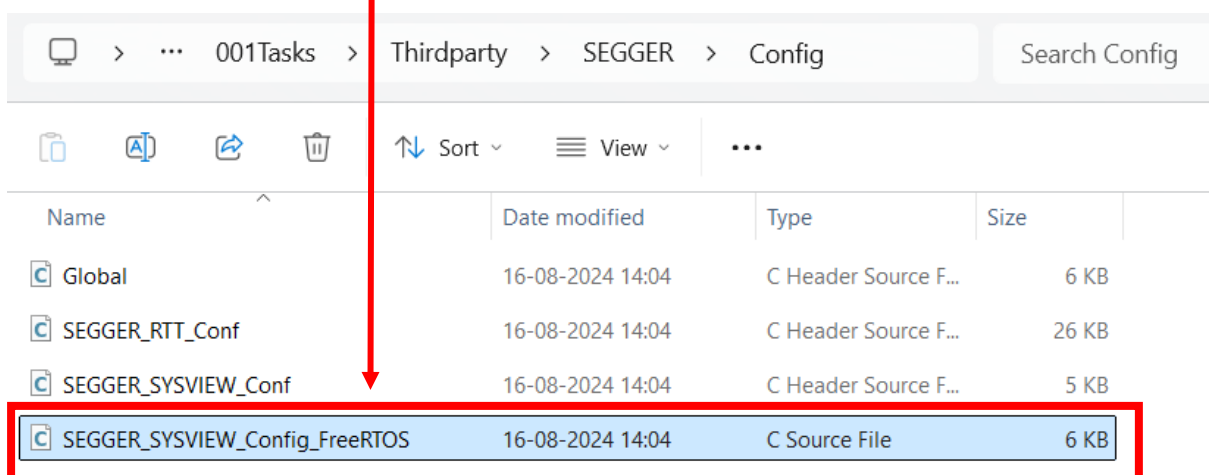 > ··· 001Tasks > Thirdparty > SEGGER > Config Search Config
Sort View ···
Name Date modified Type Size
Global 16-08-2024 14:04 C Header Source F... 6 KB
SEGGER_RTT_Conf 16-08-2024 14:04 C Header Source F... 26 KB
SEGGER_SYSVIEW_Conf 16-08-2024 14:04 C Header Source F... 5 KB
SEGGER_SYSVIEW_Config_FreeRTOS 16-08-2024 14:04 C Source File 6 KB